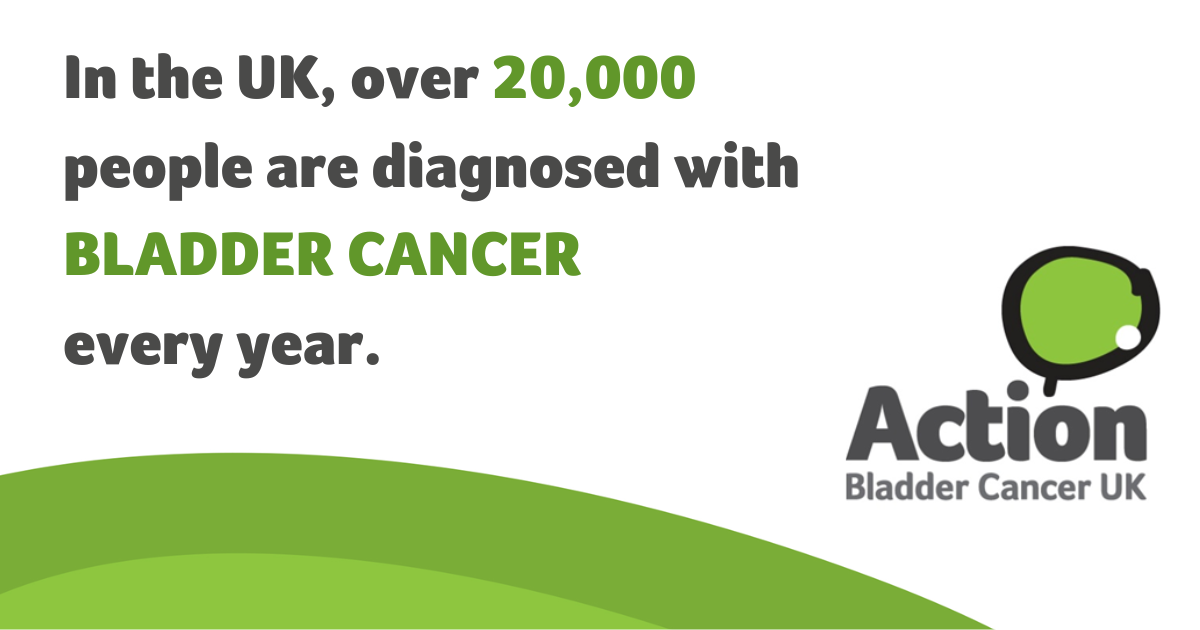 In the UK, over 20,000
people are diagnosed with
BLADDER CANCER
every year.
Action
Bladder Cancer UK